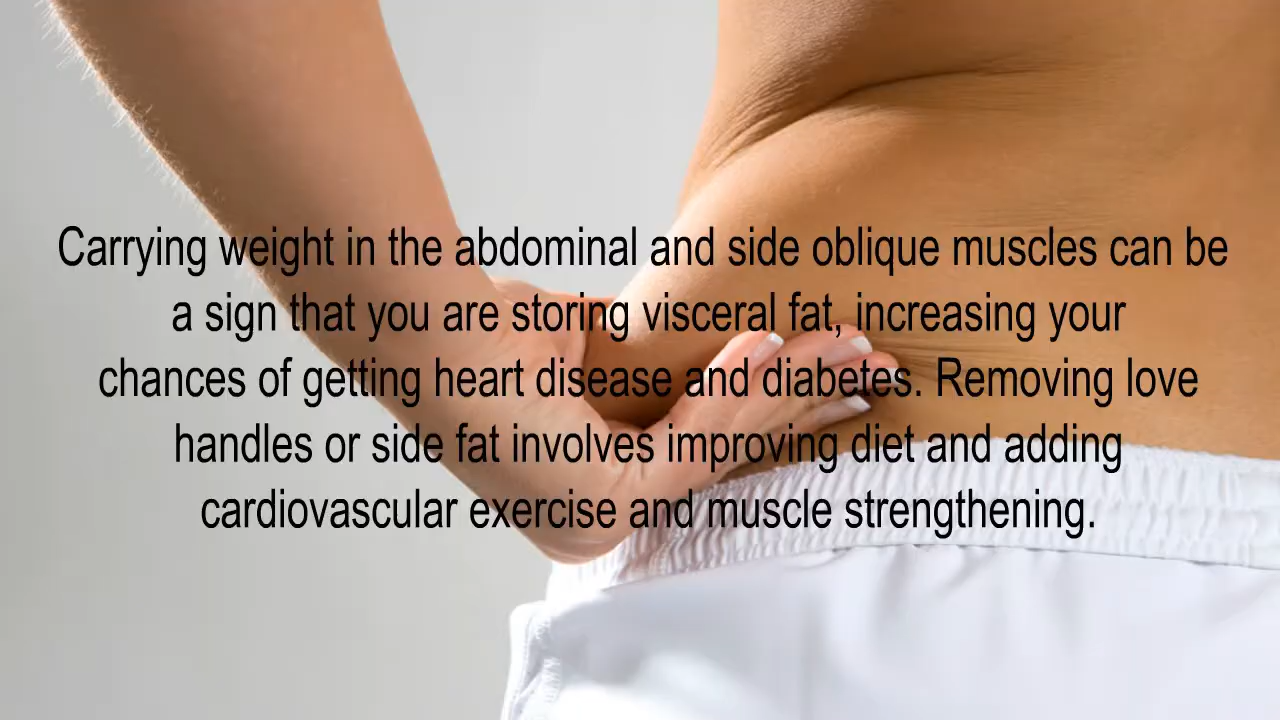 Carrying weight in the abdominal and side oblique muscles can be
a sign that you are storing visceral fat, increasing your
chances of getting heart disease and diabetes. Removing love
handles or side fat involves improving diet and adding
cardiovascular exercise and muscle strengthening.